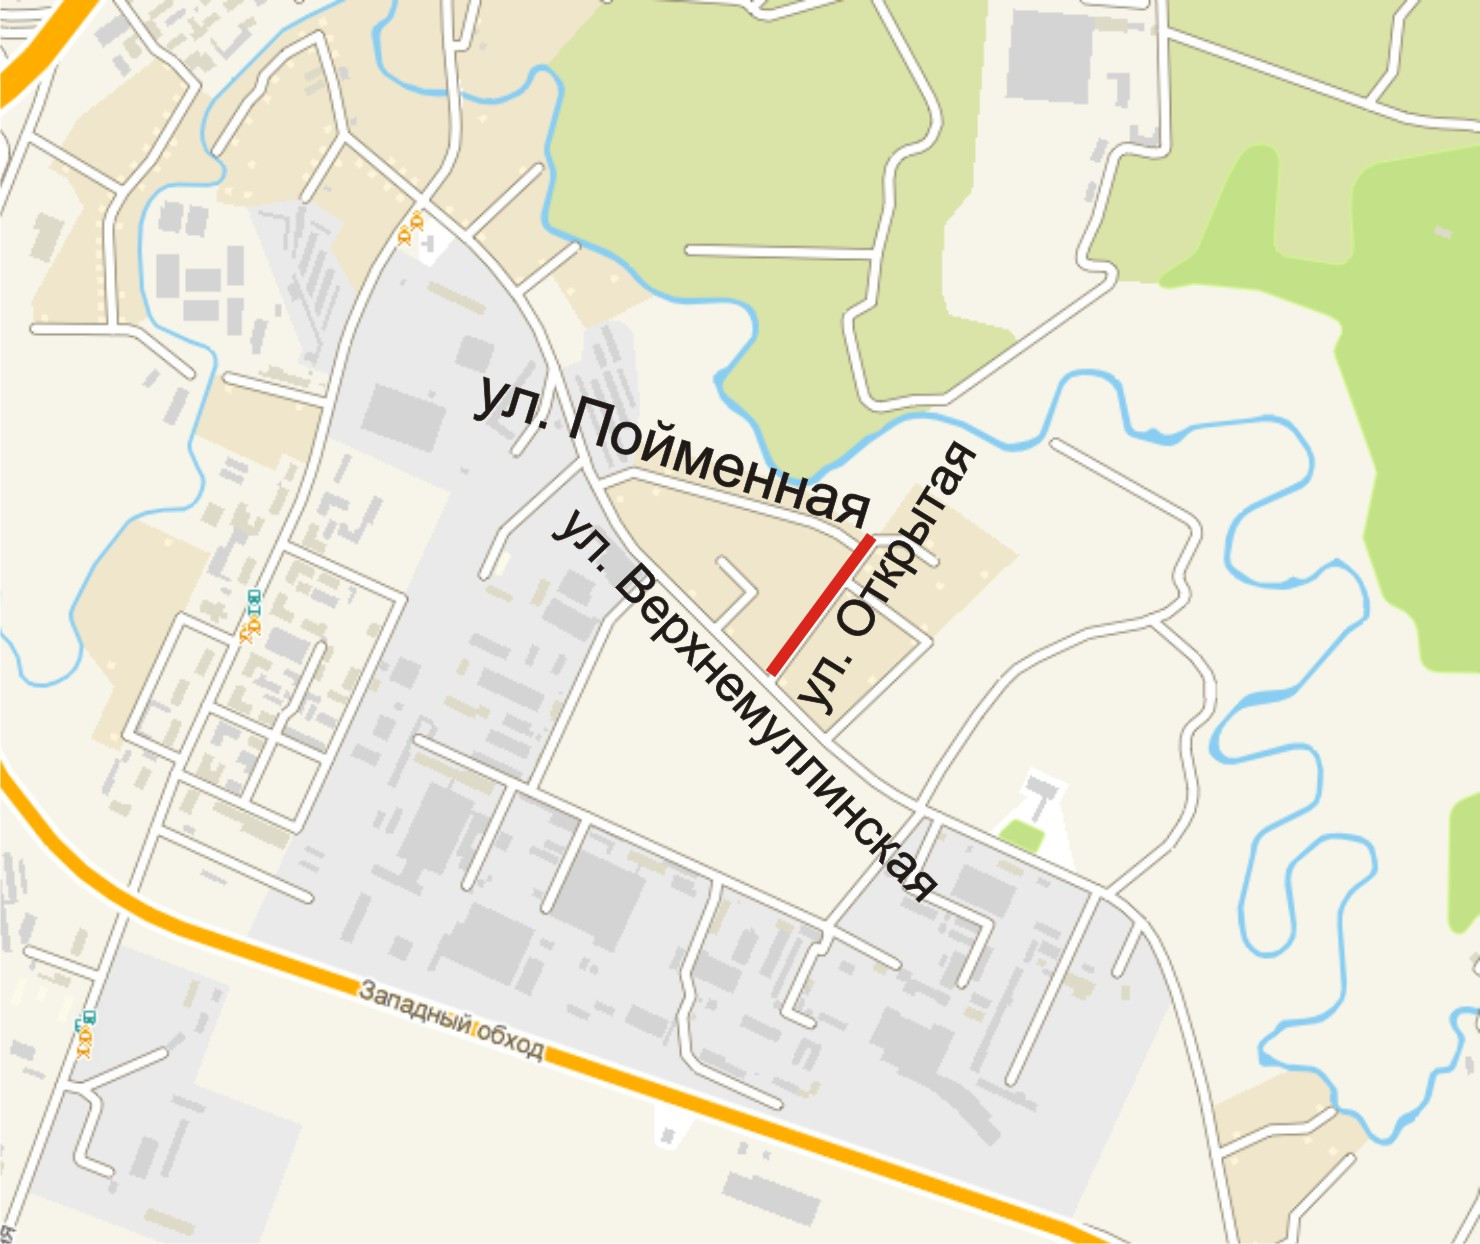 ул. Пойменная
ул. Открытая
ул. Верхнемуллинская
Западный обход